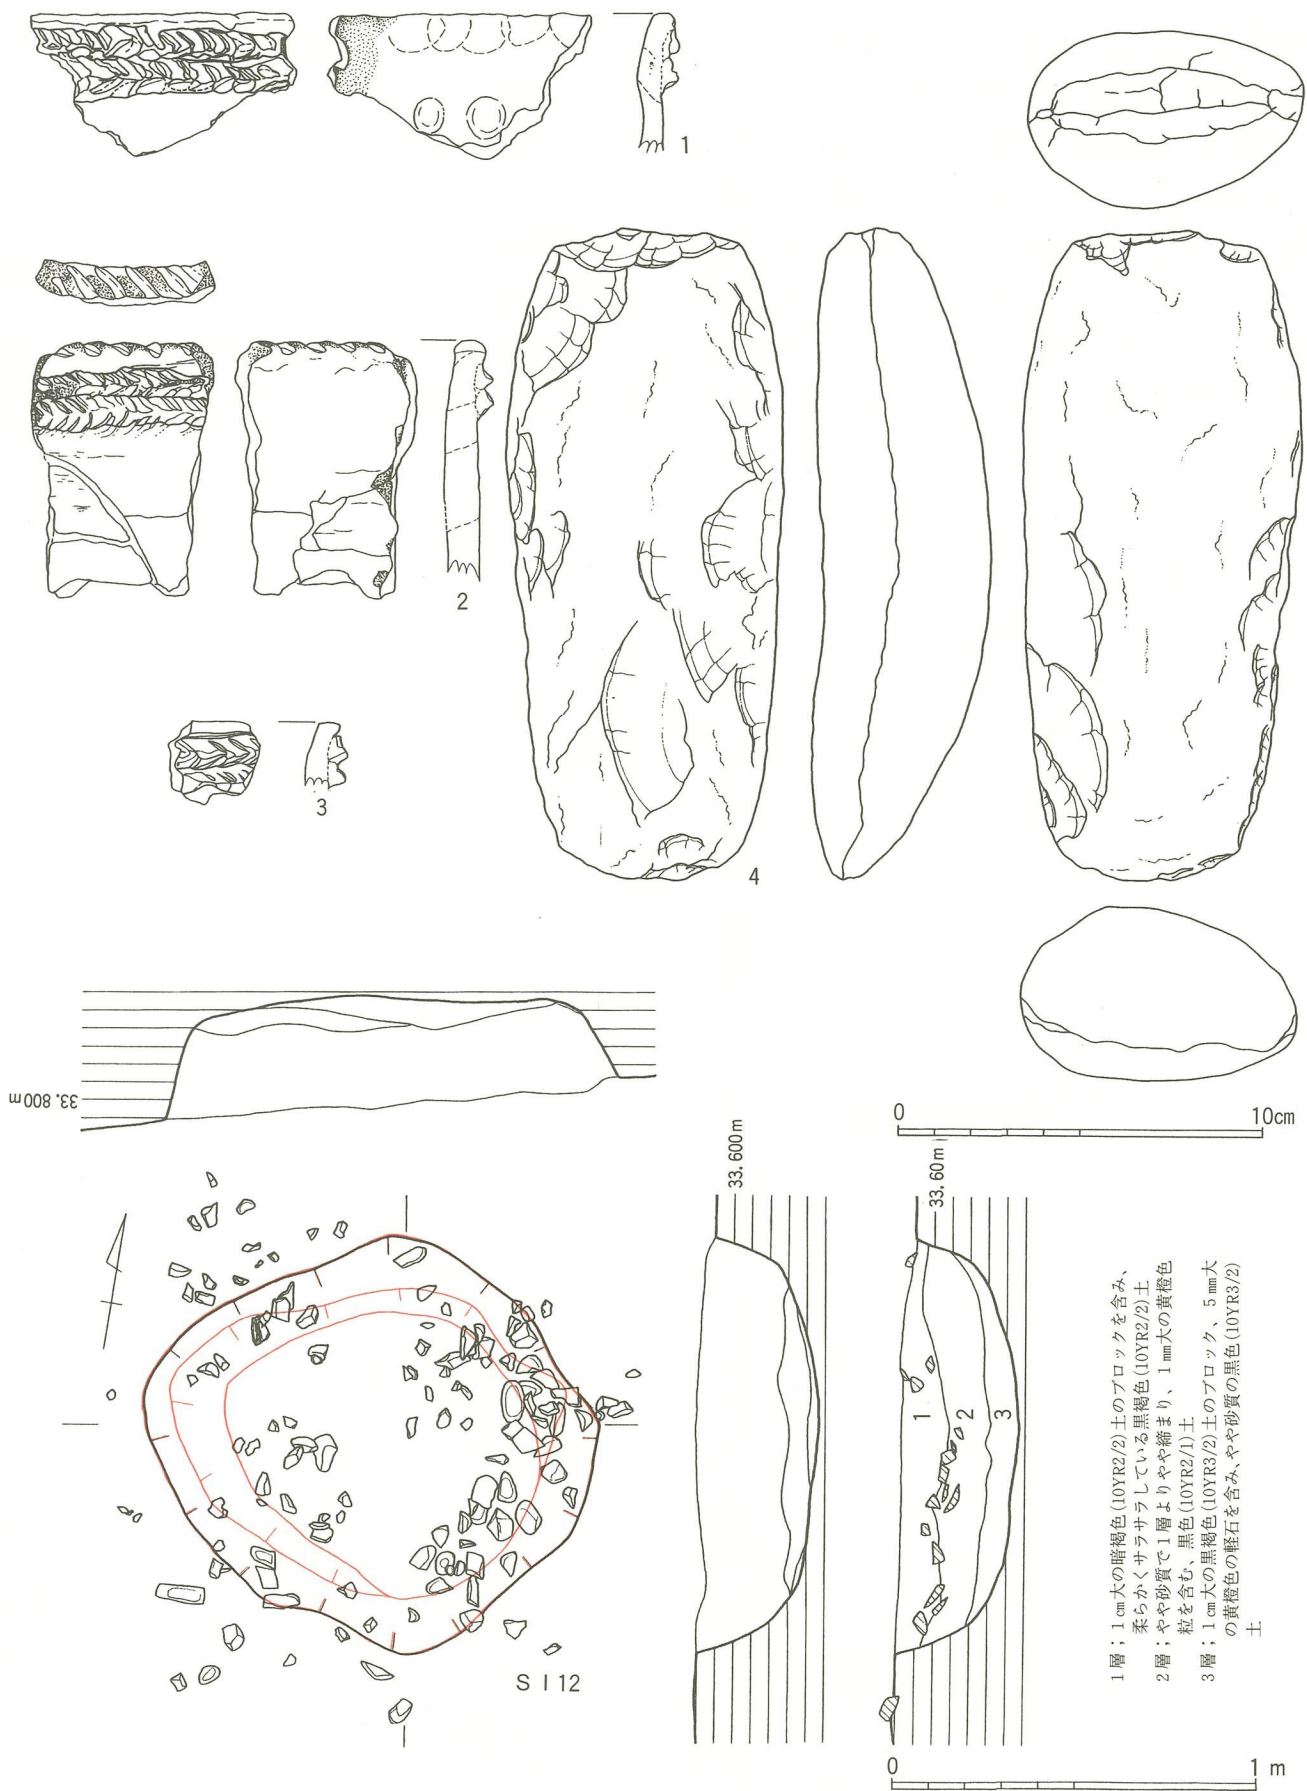 1
2
3
4
33.800m
0 10cm
33.600m
33.60m
1
2
3
S I 12
1層；1㎝大の暗褐色(10YR2/2)土のブロックを含み、
柔らかくサラサラしている黒褐色(10YR2/2)土
2層；やや砂質で1層よりやや締まり、1㎜大の黄橙色
粒を含む、黒色(10YR2/1)土
3層；1㎝大の黒褐色(10YR3/2)土のブロック、5㎜大
の黄橙色の軽石を含み、やや砂質の黒色(10YR3/2)
土
0 1 m